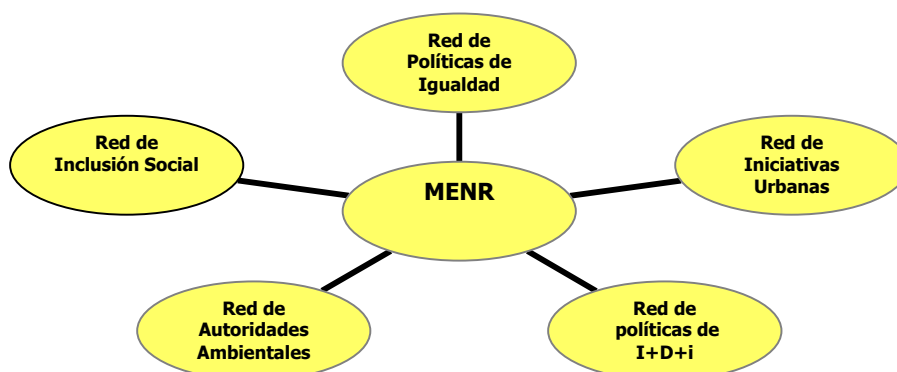 Red de
Políticas de
Igualdad
Red de
Inclusión Social
Red de
Iniciativas
Urbanas
MENR
Red de
Autoridades
Ambientales
Red de
políticas de
I+D+i